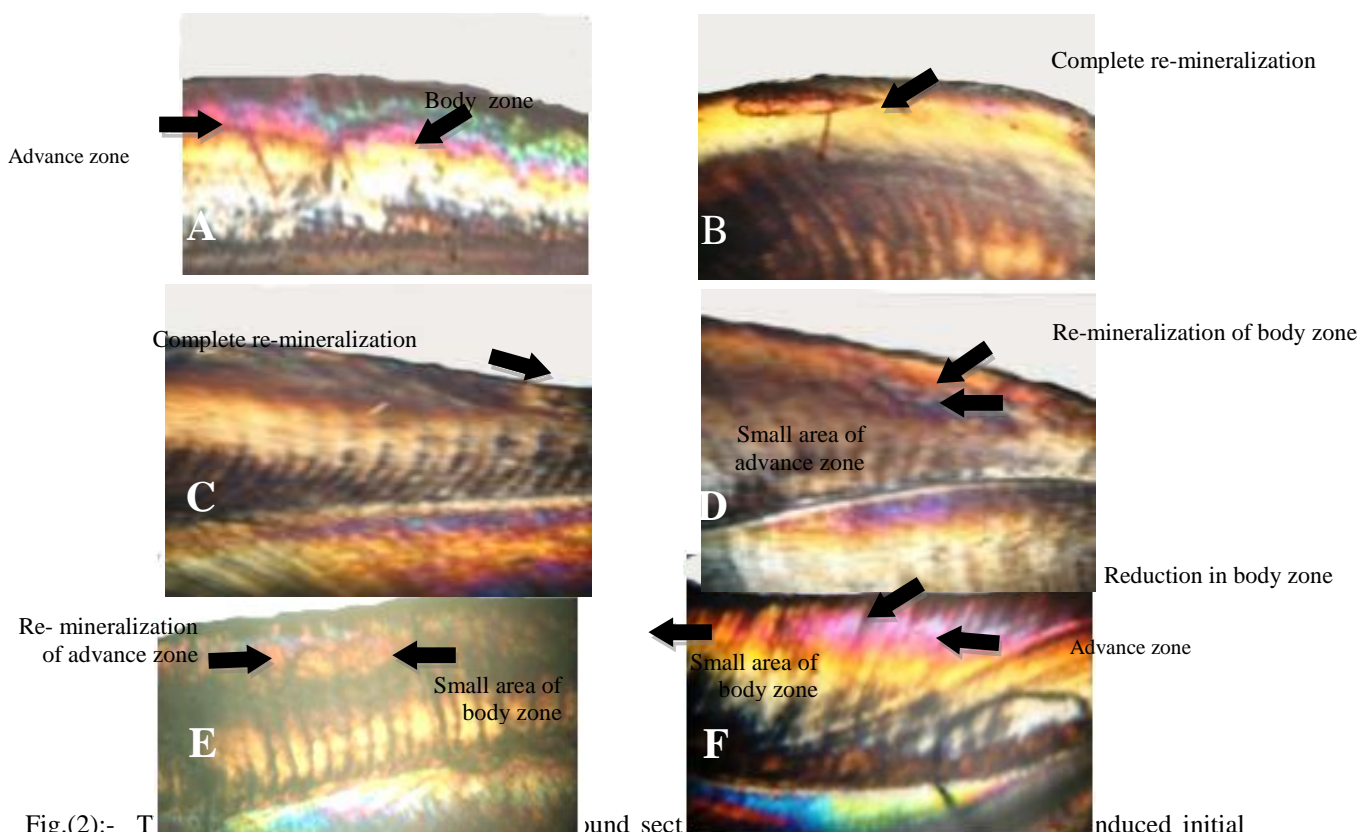 Body zone
Advance zone
A
Complete re-mineralization
B
Complete re-mineralization
C
Re-mineralization of body zone
Small area of
advance zone
D
Re- mineralization
of advance zone
Small area of
body zone
E
Reduction in body zone
Advance zone
Small area of
body zone
F
Fig.(2):- T ound sect nduced initial